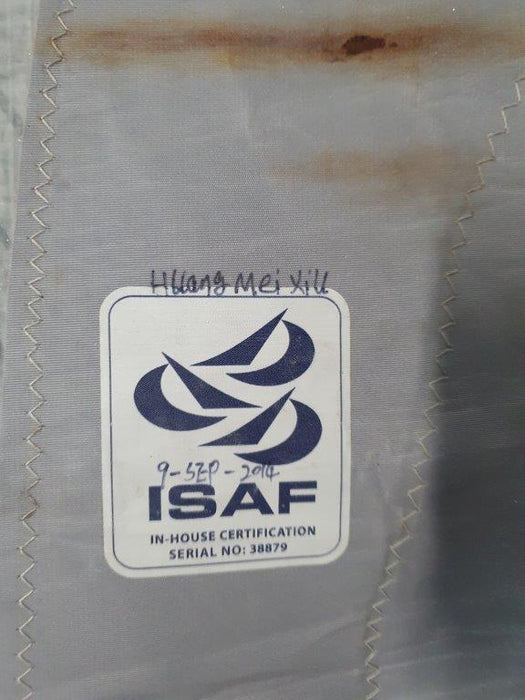 Huang Mei Xiu
9-SEP-2014
ISAF
IN-HOUSE CERTIFICATION
SERIAL NO: 38879